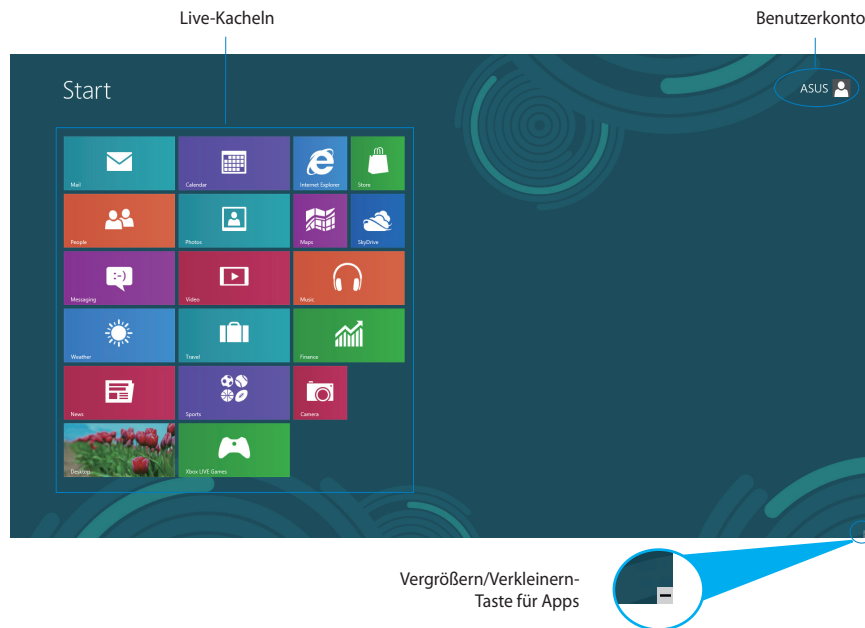 Live-Kacheln
Benutzerkonto
Start
ASUS
Mail
Calendar
Internet Explorer
Store
People
Photos
Maps
SkyDrive
:-)
Messaging
Video
Music
Weather
Travel
Finance
News
Sports
Camera
Desktop
Xbox LIVE Games
Vergrößern/Verkleinern-
Taste für Apps